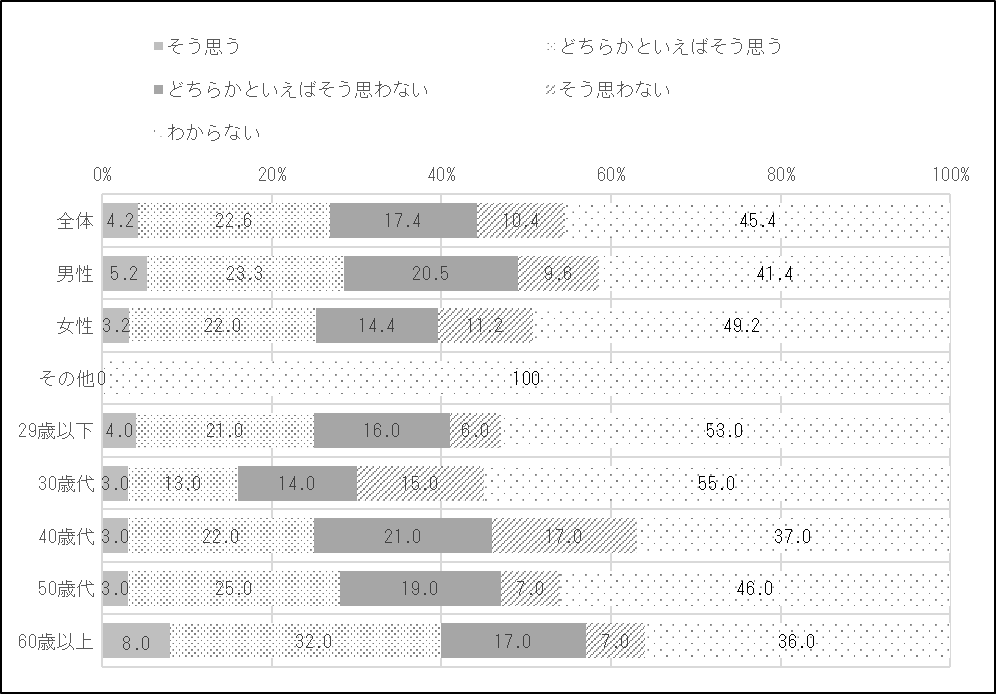 そう思う どちらかといえばそう思う
どちらかといえばそう思わない そう思わない
わからない
0% 20% 40% 60% 80% 100%
全体 4.2 22.6 17.4 10.4 45.4
男性 5.2 23.3 20.5 9.6 41.4
女性 3.2 22.0 14.4 11.2 49.2
その他 0 100
29歳以下 4.0 21.0 16.0 6.0 53.0
30歳代 3.0 13.0 14.0 15.0 55.0
40歳代 3.0 22.0 21.0 17.0 37.0
50歳代 3.0 25.0 19.0 7.0 46.0
60歳以上 8.0 32.0 17.0 7.0 36.0